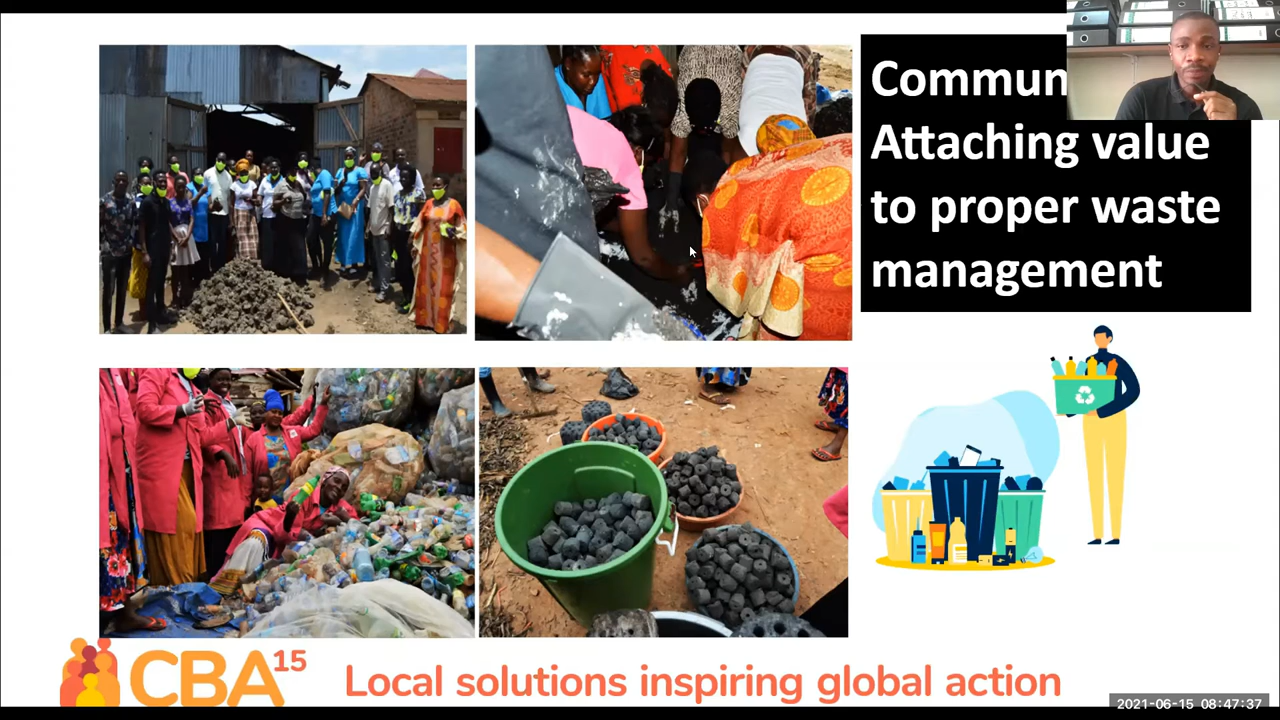 Commun
Attaching value
to proper waste
management
CBA15
Local solutions inspiring global action
2021-06-15 08:47:37